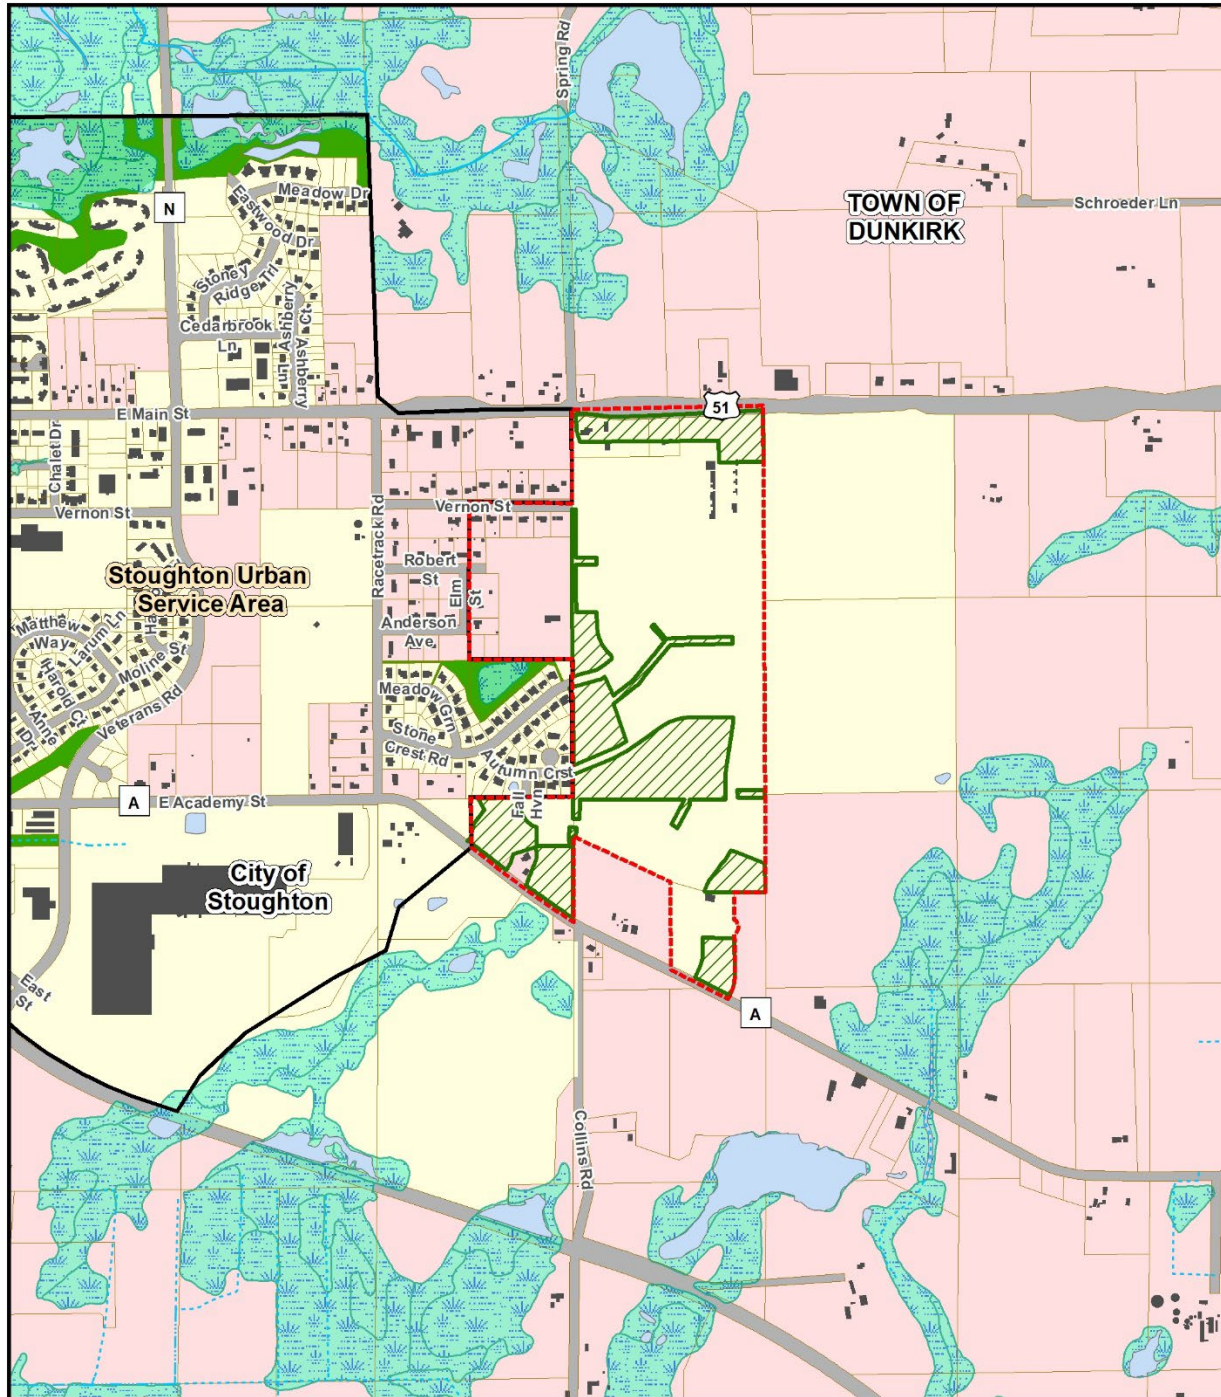 Spring Rd
Meadow Dr
N
Eastwood Dr
TOWN OF
DUNKIRK
Schroeder Ln
Stoney
Ridge Trl
Cedarbrook
Ln
Ashberry
Ln
Ashberry
Ct
E Main St
51
Chalet Dr
Racetrack Rd
Vernon St
Vernon St
Robert
St
Elm
St
Stoughton Urban
Service Area
Anderson
Ave
Matthew
Way
Larum Ln
Moline St
Harold Ct
Anne
Dr
Veterans Rd
Meadow Grn
Stone
Crest Rd
Autumn Crst
Fall
Hvn
A
E Academy St
City of
Stoughton
East
St
A
Collins Rd